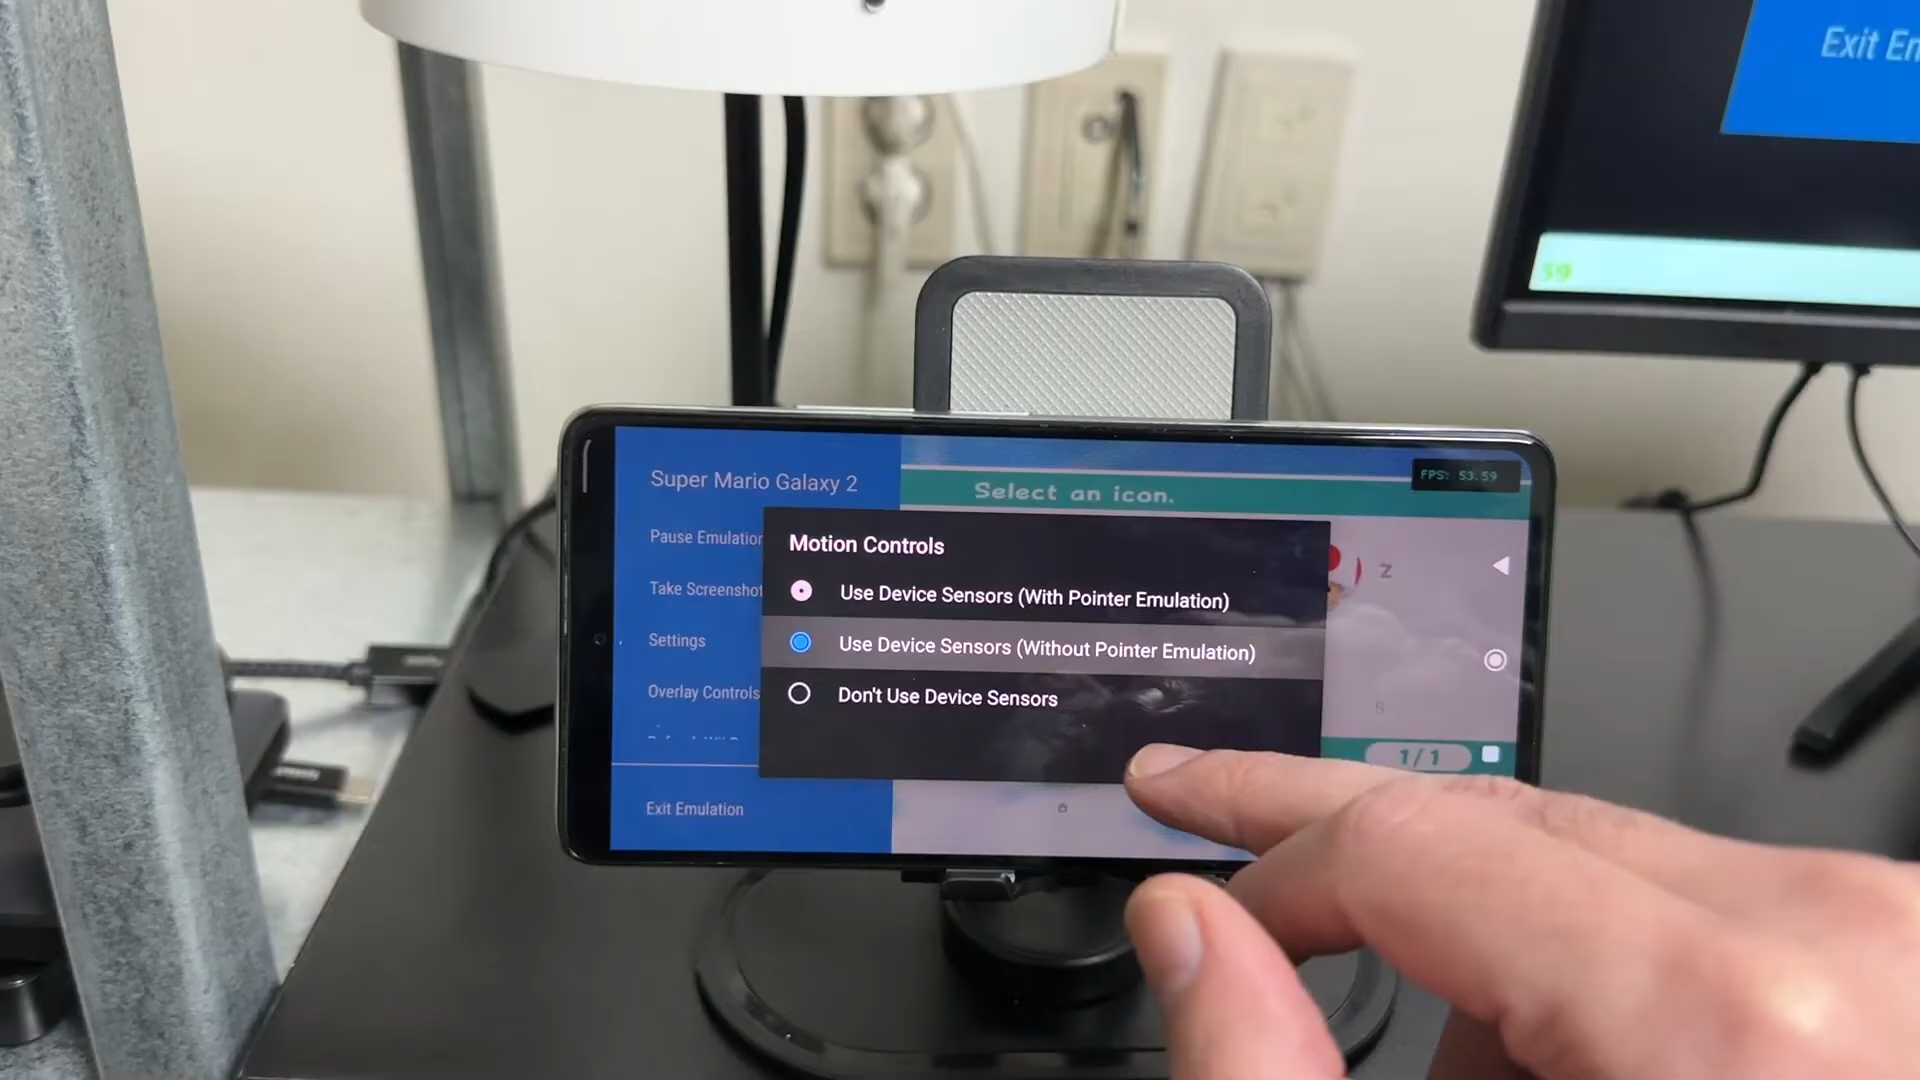 Exit En
59
Super Mario Galaxy 2
Select an icon.
FPS: 53.59
Pause Emulation
Take Screenshot
Settings
Overlay Controls
Exit Emulation
Motion Controls
Use Device Sensors (With Pointer Emulation)
Use Device Sensors (Without Pointer Emulation)
Don't Use Device Sensors
Z
1/1